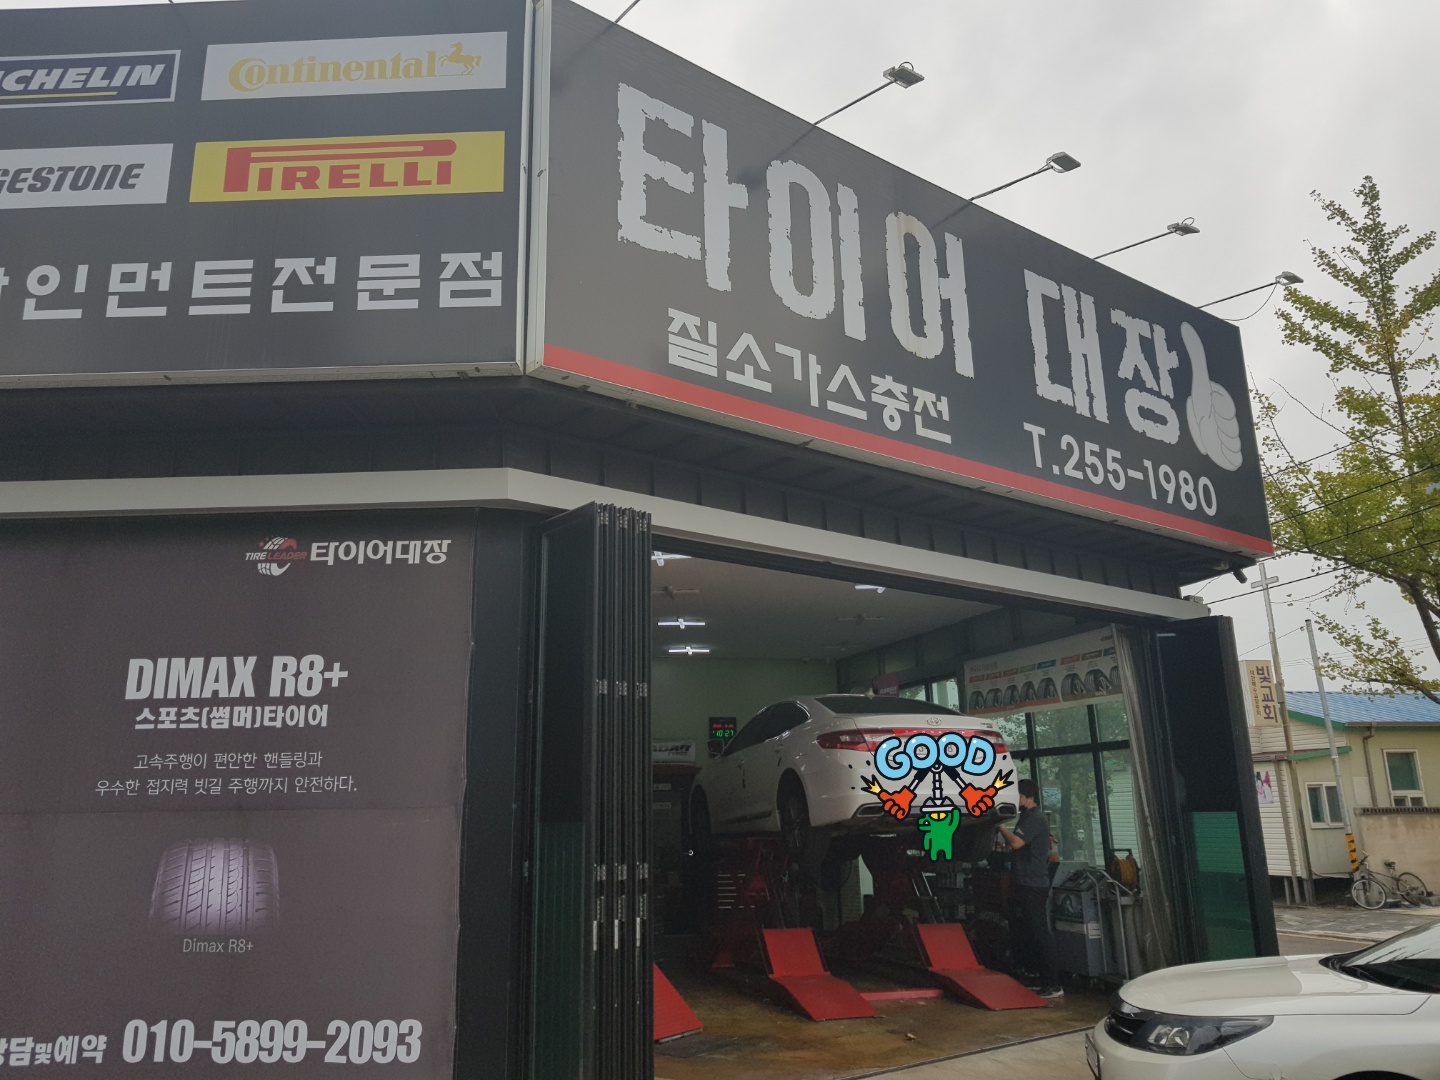 CHELIN
Continental
GESTONE
PIRELLI
인먼트전문점
타이어 대장
질소가스충전
T.255-1980
TIRE LEADER 타이어대장
DIMAX R8+
스포츠(썸머)타이어
고속주행이 편안한 핸들링과
우수한 접지력 빗길 주행까지 안전하다.
Dimax R8+
담및예약 010-5899-2093
10:27
GOOD
빛교회